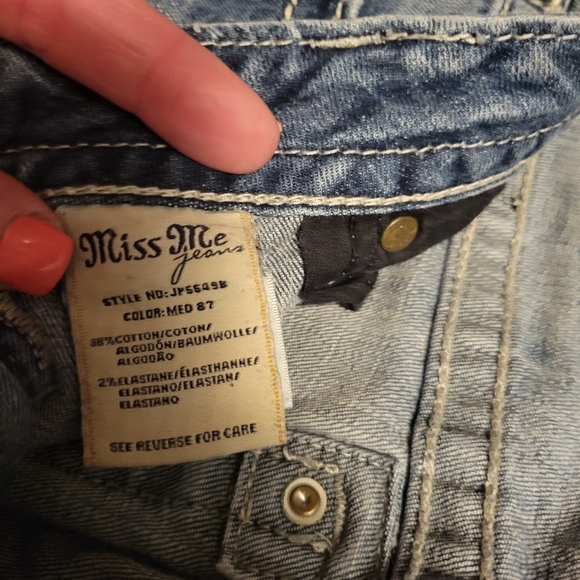 Miss Me
jeans
STYLE NO: JP5649B
COLOR: MED 87
98%COTTON/COTON/
ALGODÓN/BAUMWOLLE/
ALGODÃO
2%ELASTANE/ÉLASTHANNE/
ELASTANO/ELASTAN/
ELASTANO
SEE REVERSE FOR CARE